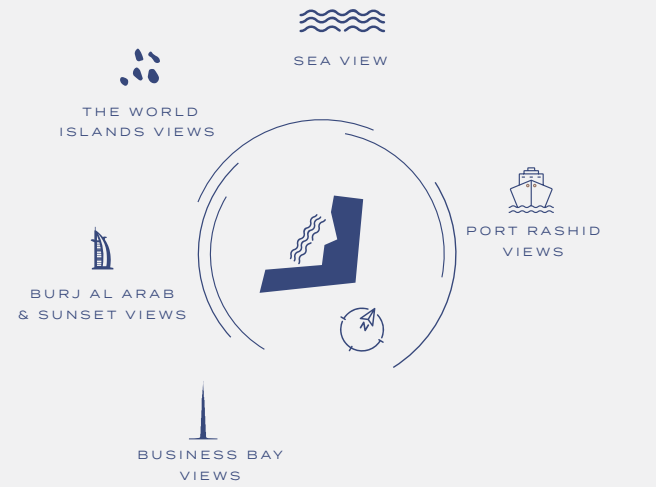 SEA VIEW
THE WORLD
ISLANDS VIEWS
PORT RASHID
VIEWS
BURJ AL ARAB
& SUNSET VIEWS
N
BUSINESS BAY
VIEWS